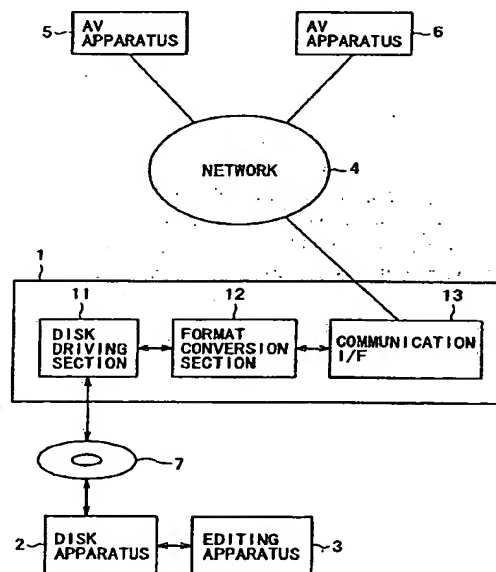 5
AV
APPARATUS
AV
APPARATUS
6
NETWORK
4
1
11
12
13
DISK
DRIVING
SECTION
FORMAT
CONVERSION
SECTION
COMMUNICATION
I/F
7
2
DISK
APPARATUS
EDITING
APPARATUS
3